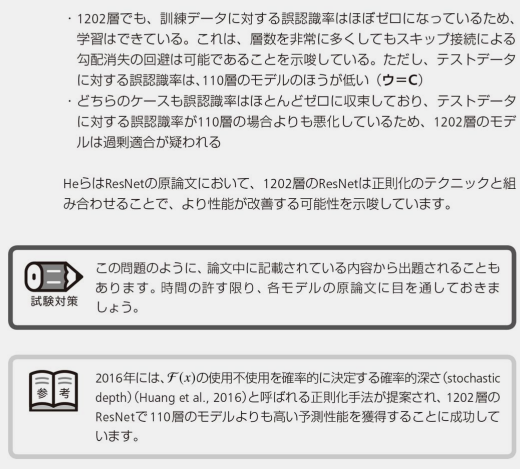 ・1202層でも、訓練データに対する誤認識率はほぼゼロになっているため、
学習はできている。これは、層数を非常に多くしてもスキップ接続による
勾配消失の回避は可能であることを示唆している。ただし、テストデータ
に対する誤認識率は、110層のモデルのほうが低い（ウ＝C）
・どちらのケースも誤認識率はほとんどゼロに収束しており、テストデータ
に対する誤認識率が110層の場合よりも悪化しているため、1202層のモデ
ルは過剰適合が疑われる
HeらはResNetの原論文において、1202層のResNetは正則化のテクニックと組
み合わせることで、より性能が改善する可能性を示唆しています。
試験対策
この問題のように、論文中に記載されている内容から出題されることも
あります。時間の許す限り、各モデルの原論文に目を通しておきま
しょう。
参考
2016年には、𝓕(x)の使用不使用を確率的に決定する確率的深さ(stochastic
depth)(Huang et al., 2016)と呼ばれる正則化手法が提案され、1202層の
ResNetで110層のモデルよりも高い予測性能を獲得することに成功して
います。